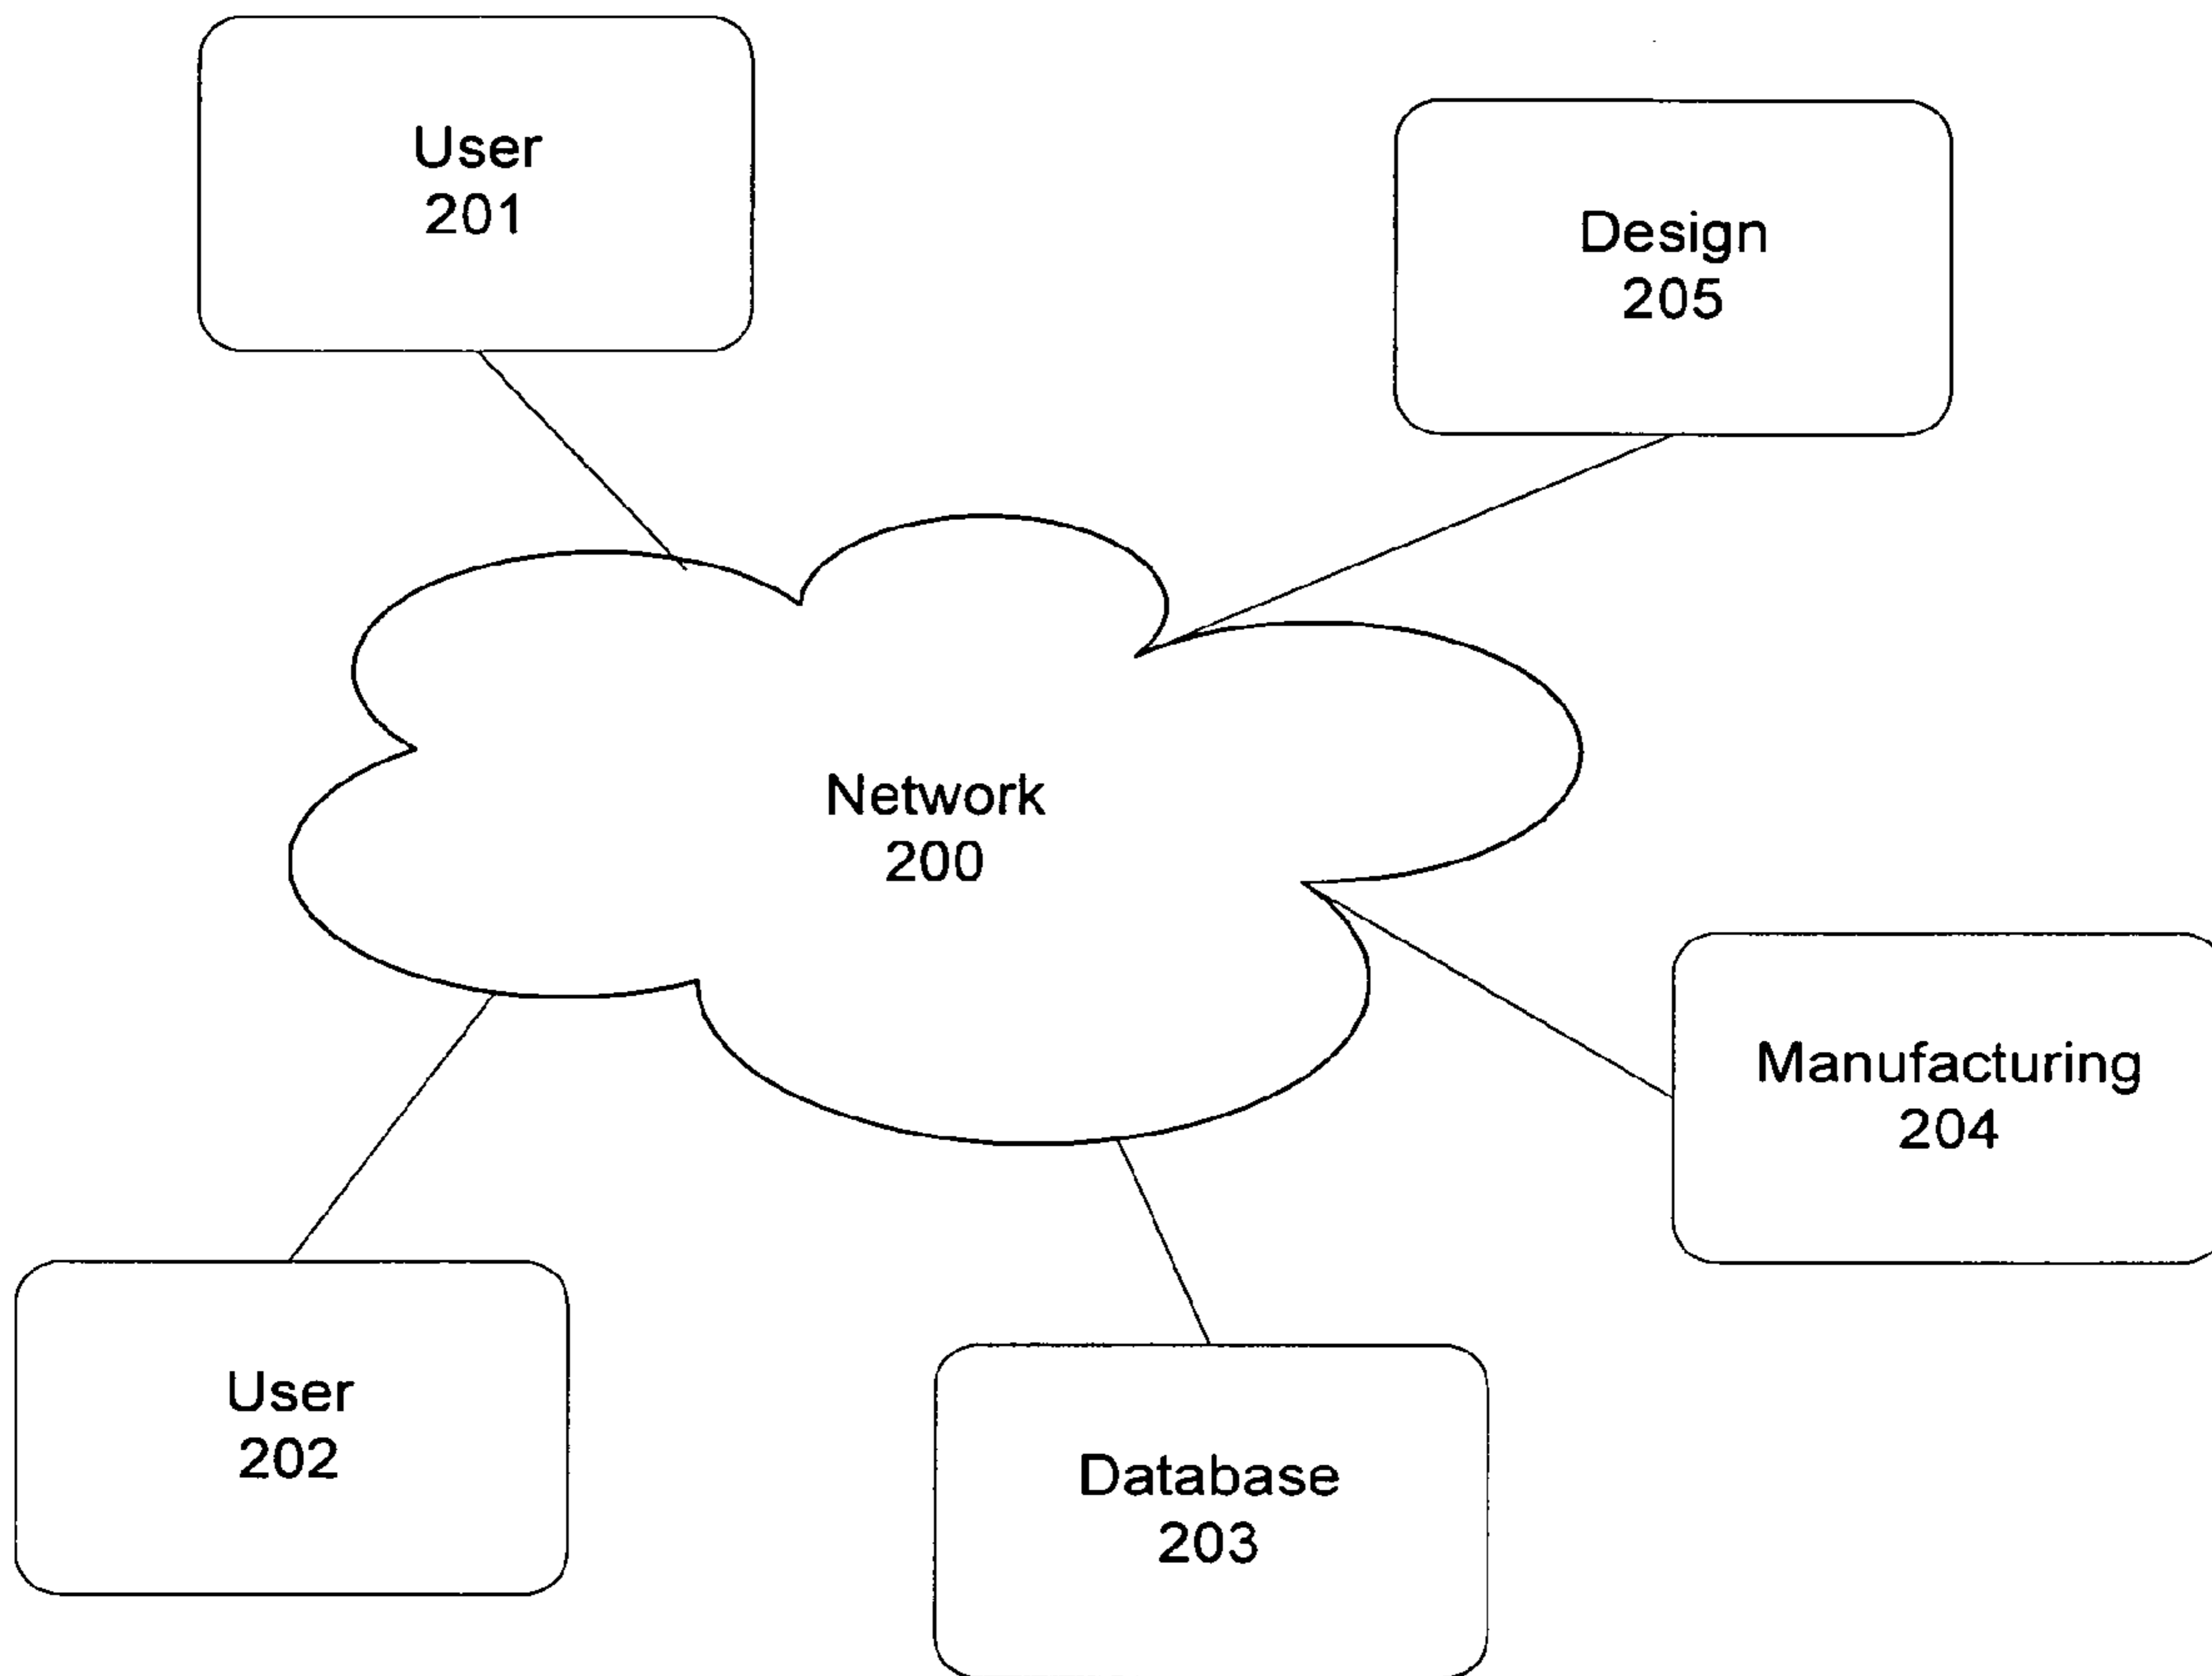 User
201
Design
205
Network
200
Manufacturing
204
User
202
Database
203